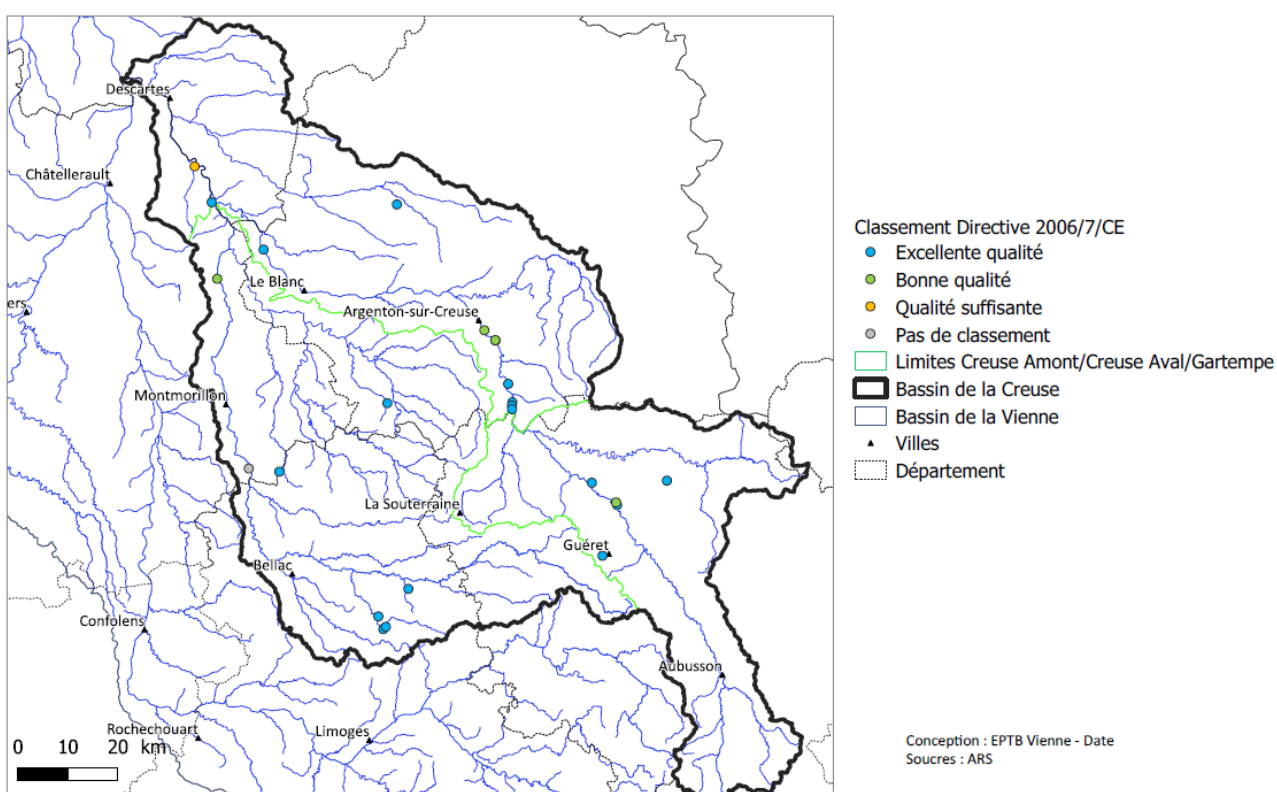 Descartes
Châtellerault
Le Blanc
ers
Argenton-sur-Creuse
Montmorillon
La Souterraine
Guéret
Bellac
Confolens
Aubusson
Rochechouart
Limoges
0 10 20 km
Classement Directive 2006/7/CE
Excellente qualité
Bonne qualité
Qualité suffisante
Pas de classement
Limites Creuse Amont/Creuse Aval/Gartempe
Bassin de la Creuse
Bassin de la Vienne
Villes
Département
Conception : EPTB Vienne - Date
Soucres : ARS